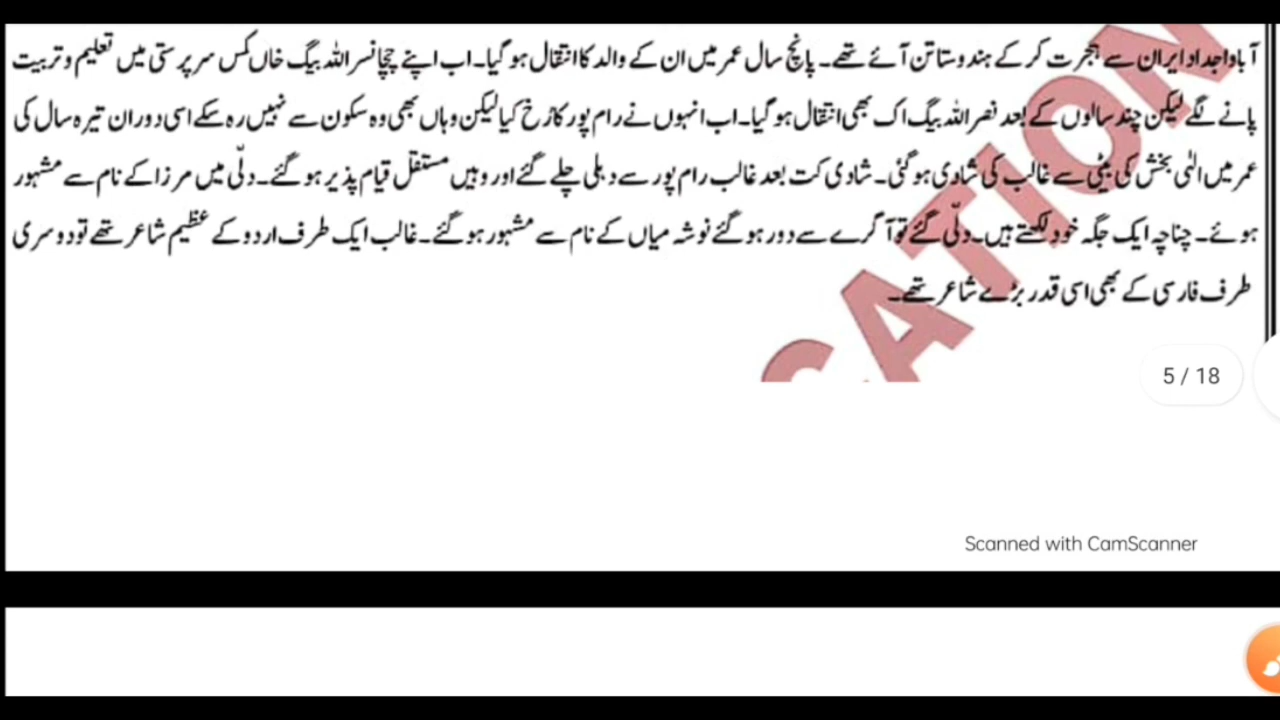 آباواجداد ایران سے ہجرت کر کے ہندوستاتن آئے تھے۔ پانچ سال عمر میں ان کے والد کا انتقال ہو گیا۔ اب اپنے چچا نسر اللہ بیگ خاں کس سرپرستی میں تعلیم و تربیت
پانے لگے لیکن چند سالوں کے بعد نصر اللہ بیگ اک بھی انتقال ہو گیا۔ اب انہوں نے رام پور کا رخ کیا لیکن وہاں بھی وہ سکون سے نہیں رہ سکے اسی دوران تیرہ سال کی
عمر میں الٰہی بخش کی بیٹی سے غالب کی شادی ہو گئی۔ شادی کت بعد غالب رام پور سے دہلی چلے گئے اور وہیں مستقل قیام پذیر ہو گئے۔ دلّی میں مرزا کے نام سے مشہور
ہوئے۔ چناچہ ایک جگہ خود لکھتے ہیں۔ دلّی گئے تو آگرے سے دور ہو گئے نوشہ میاں کے نام سے مشہور ہو گئے۔ غالب ایک طرف اردو کے عظیم شاعر تھے تو دوسری
طرف فارسی کے بھی اسی قدر بڑے شاعر تھے۔
CATION
5 / 18
Scanned with CamScanner